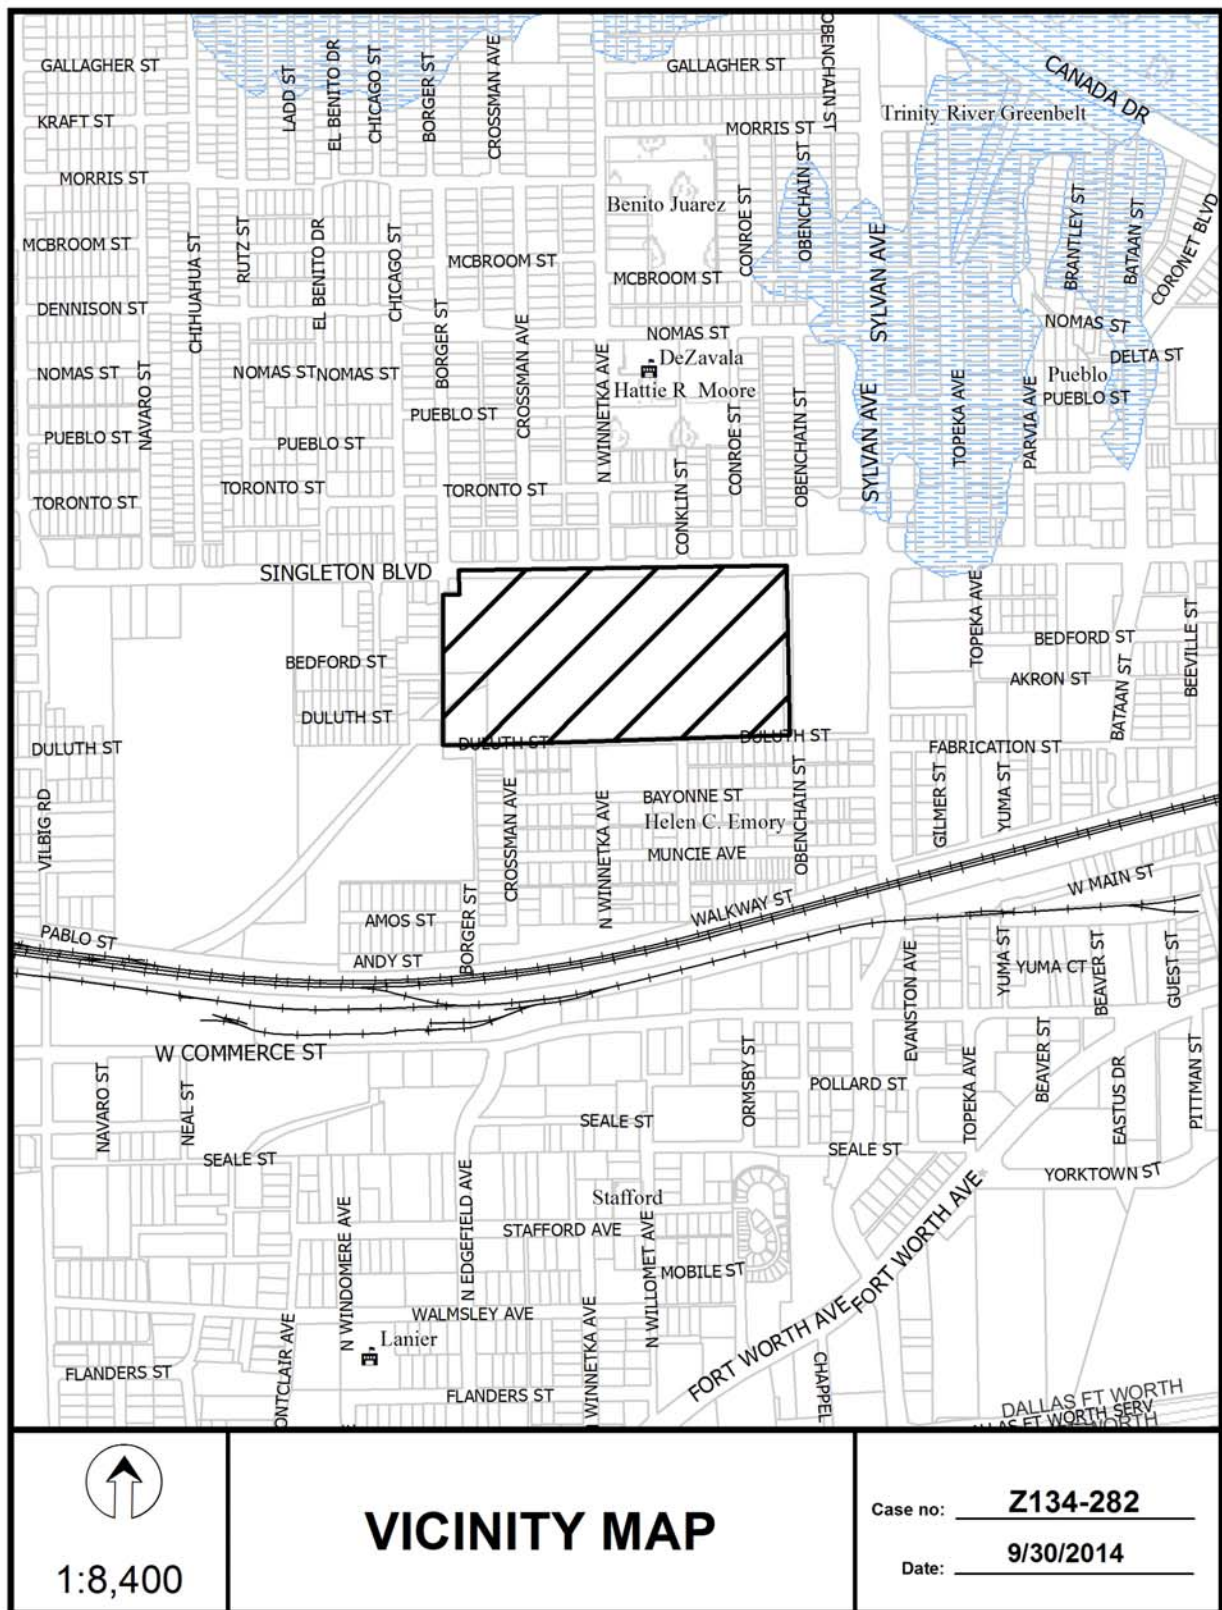 GALLAGHER ST
LADD ST
EL BENITO DR
CHICAGO ST
BORGER ST
CROSSMAN AVE
GALLAGHER ST
OBENCHAIN ST
CANADA DR
KRAFT ST
MORRIS ST
Trinity River Greenbelt
MORRIS ST
Benito Juarez
CONROE ST
OBENCHAIN ST
BRANTLEY ST
BATAAN ST
CORONET BLVD
MCBROOM ST
CHIHUAHUA ST
RUTZ ST
EL BENITO DR
CHICAGO ST
MCBROOM ST
MCBROOM ST
SYLVAN AVE
DENNISON ST
BORGER ST
CROSSMAN AVE
NOMAS ST
NOMAS ST
DeZavala
DELTA ST
NOMAS ST
NAVARO ST
NOMAS ST
NOMAS ST
N WINNETKA AVE
Hattie R Moore
Pueblo
PUEBLO ST
PUEBLO ST
PUEBLO ST
PUEBLO ST
CONROE ST
OBENCHAIN ST
SYLVAN AVE
TOPEKA AVE
PARVIA AVE
TORONTO ST
TORONTO ST
TORONTO ST
CONKLIN ST
SINGLETON BLVD
TOPEKA AVE
BEDFORD ST
BEEVILLE ST
BEDFORD ST
AKRON ST
BATAAN ST
DULUTH ST
DULUTH ST
DULUTH ST
DULUTH ST
FABRICATION ST
VILBIG RD
CROSSMAN AVE
N WINNETKA AVE
BAYONNE ST
Helen C. Emory
MUNCIE AVE
OBENCHAIN ST
GILMER ST
YUMA ST
AMOS ST
BORGER ST
WALKWAY ST
W MAIN ST
PABLO ST
ANDY ST
EVANSTON AVE
YUMA ST
YUMA CT
BEAVER ST
GUEST ST
W COMMERCE ST
NAVARO ST
NEAL ST
ORMSBY ST
POLLARD ST
TOPEKA AVE
BEAVER ST
EASTUS DR
PITTMAN ST
SEALE ST
SEALE ST
SEALE ST
YORKTOWN ST
N WINDOMERE AVE
N EDGEFIELD AVE
Stafford
STAFFORD AVE
N WILLOMET AVE
MOBILE ST
FORT WORTH AVE
FORT WORTH AVE
WALMSLEY AVE
Lanier
ONTCLAIR AVE
WINNETKA AVE
FLANDERS ST
FLANDERS ST
CHAPPEL
DALLAS FT WORTH
LAS FT WORTH SERV
WORTH
1:8,400
VICINITY MAP
Case no: Z134-282
Date: 9/30/2014